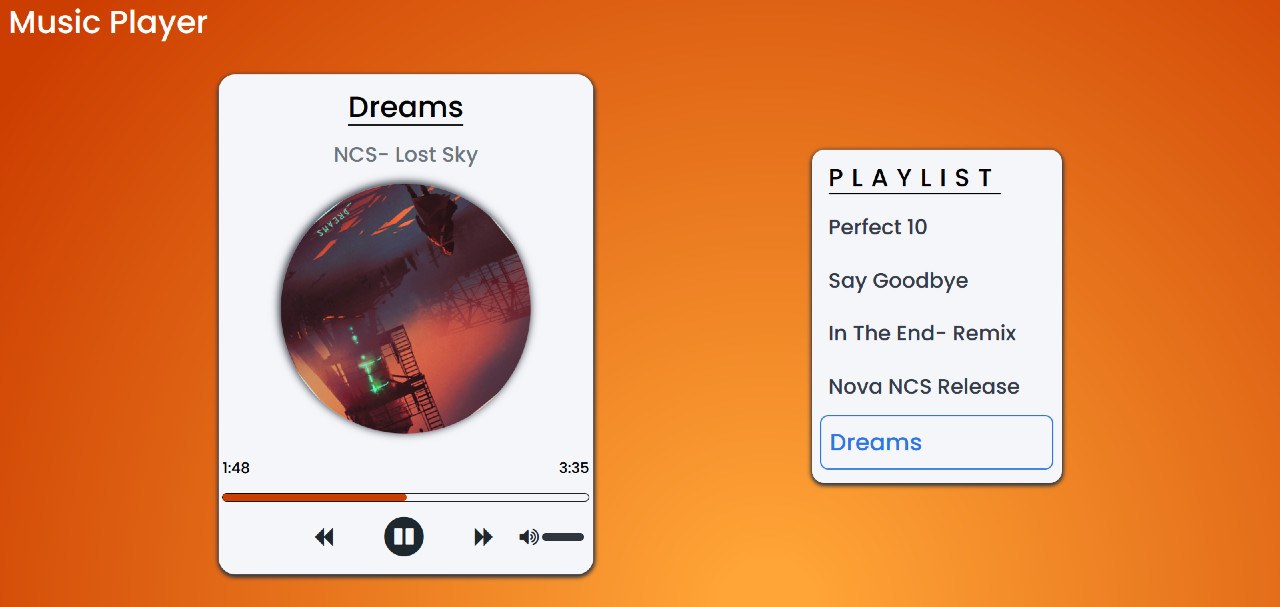 Music Player
Dreams
NCS- Lost Sky
DREAMS
1:48
3:35
PLAYLIST
Perfect 10
Say Goodbye
In The End- Remix
Nova NCS Release
Dreams